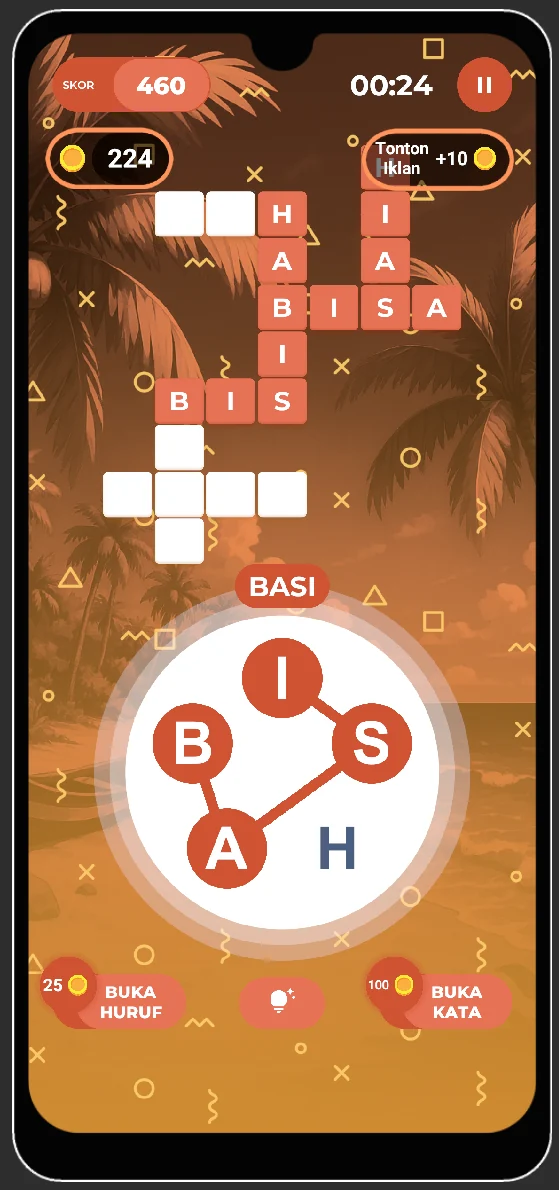 SKOR 460 00:24
224 Tonton
Iklan +10
H
H I
A A
B I S A
I
B I S
BASI
I
B S
A H
25 BUKA
HURUF
100 BUKA
KATA